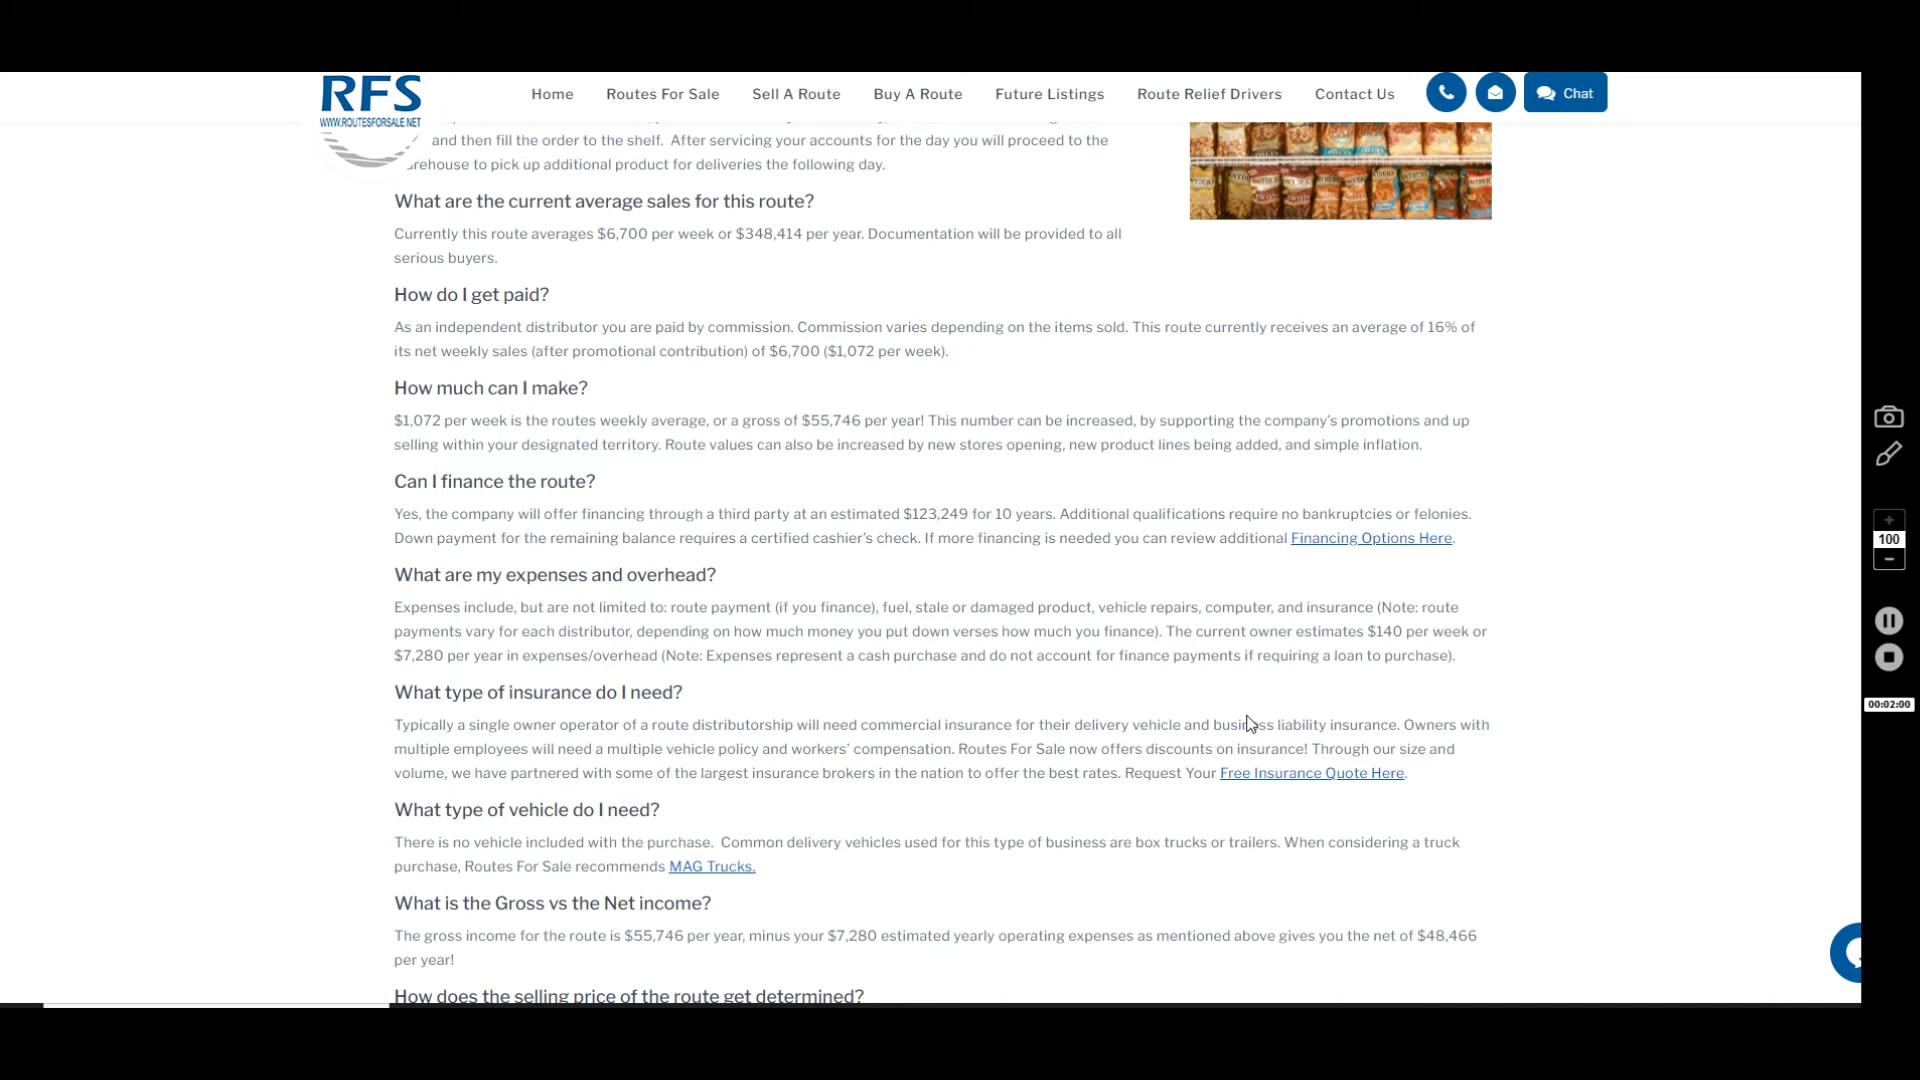 RFS
WWW.ROUTESFORSALE.NET
Home
Routes For Sale
Sell A Route
Buy A Route
Future Listings
Route Relief Drivers
Contact Us
Chat
and then fill the order to the shelf. After servicing your accounts for the day you will proceed to the
arehouse to pick up additional product for deliveries the following day.
What are the current average sales for this route?
Currently this route averages $6,700 per week or $348,414 per year. Documentation will be provided to all
serious buyers.
How do I get paid?
As an independent distributor you are paid by commission. Commission varies depending on the items sold. This route currently receives an average of 16% of
its net weekly sales (after promotional contribution) of $6,700 ($1,072 per week).
How much can I make?
$1,072 per week is the routes weekly average, or a gross of $55,746 per year! This number can be increased, by supporting the company's promotions and up
selling within your designated territory. Route values can also be increased by new stores opening, new product lines being added, and simple inflation.
Can I finance the route?
Yes, the company will offer financing through a third party at an estimated $123,249 for 10 years. Additional qualifications require no bankruptcies or felonies.
Down payment for the remaining balance requires a certified cashier's check. If more financing is needed you can review additional Financing Options Here.
What are my expenses and overhead?
Expenses include, but are not limited to: route payment (if you finance), fuel, stale or damaged product, vehicle repairs, computer, and insurance (Note: route
payments vary for each distributor, depending on how much money you put down verses how much you finance). The current owner estimates $140 per week or
$7,280 per year in expenses/overhead (Note: Expenses represent a cash purchase and do not account for finance payments if requiring a loan to purchase).
What type of insurance do I need?
Typically a single owner operator of a route distributorship will need commercial insurance for their delivery vehicle and business liability insurance. Owners with
multiple employees will need a multiple vehicle policy and workers' compensation. Routes For Sale now offers discounts on insurance! Through our size and
volume, we have partnered with some of the largest insurance brokers in the nation to offer the best rates. Request Your Free Insurance Quote Here.
What type of vehicle do I need?
There is no vehicle included with the purchase. Common delivery vehicles used for this type of business are box trucks or trailers. When considering a truck
purchase, Routes For Sale recommends MAG Trucks.
What is the Gross vs the Net income?
The gross income for the route is $55,746 per year, minus your $7,280 estimated yearly operating expenses as mentioned above gives you the net of $48,466
per year!
How does the selling price of the route get determined?
100
00:02:00